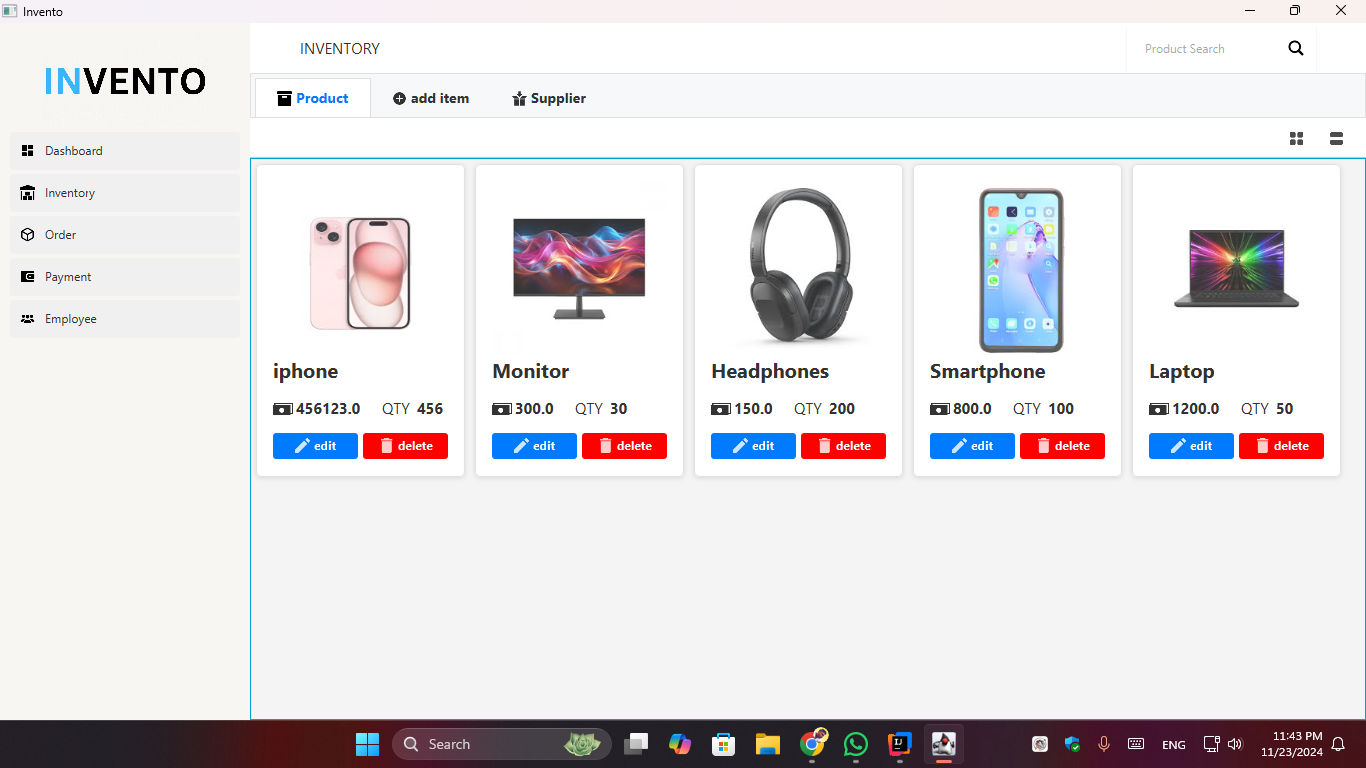 Invento
INVENTO
Dashboard
Inventory
Order
Payment
Employee
INVENTORY
Product Search
Product
add item
Supplier
iphone
456123.0 QTY 456
edit delete
Monitor
300.0 QTY 30
edit delete
Headphones
150.0 QTY 200
edit delete
Smartphone
800.0 QTY 100
edit delete
Laptop
1200.0 QTY 50
edit delete
Search
ENG
11:43 PM
11/23/2024